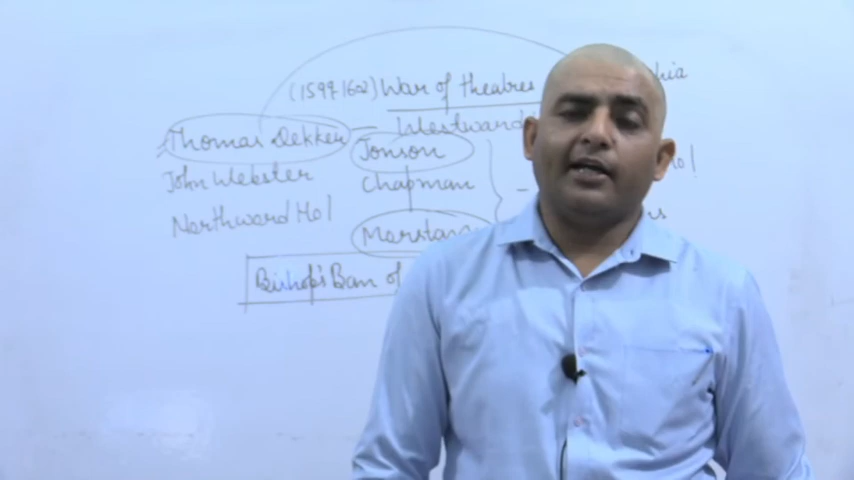 (1599-1602) War of theatres
Thomas Dekker — Westward
Jonson
John Webster Chapman
Northward Ho!
Marston
Bishop's Ban of